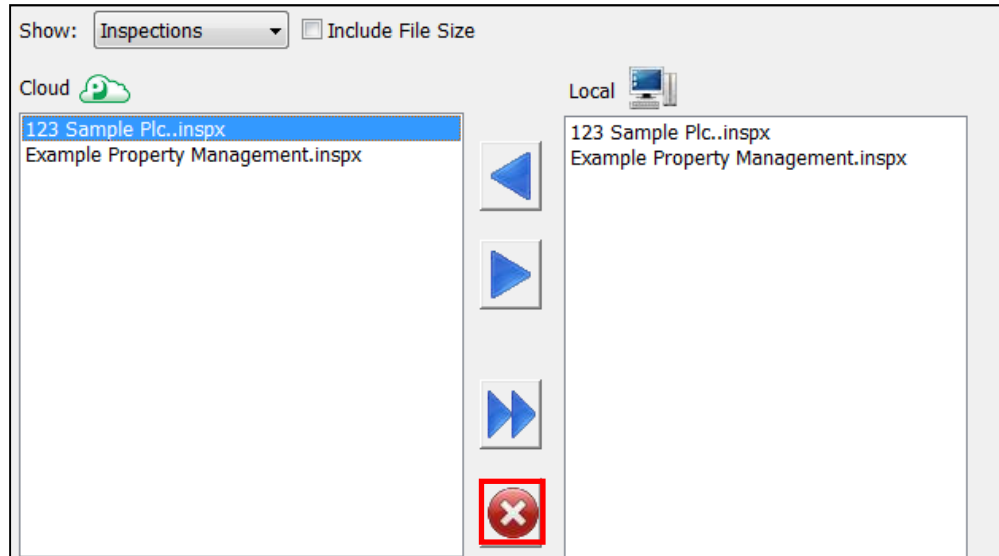 Show: Inspections Include File Size
Cloud
Local
123 Sample Plc..inspx
Example Property Management.inspx
123 Sample Plc..inspx
Example Property Management.inspx